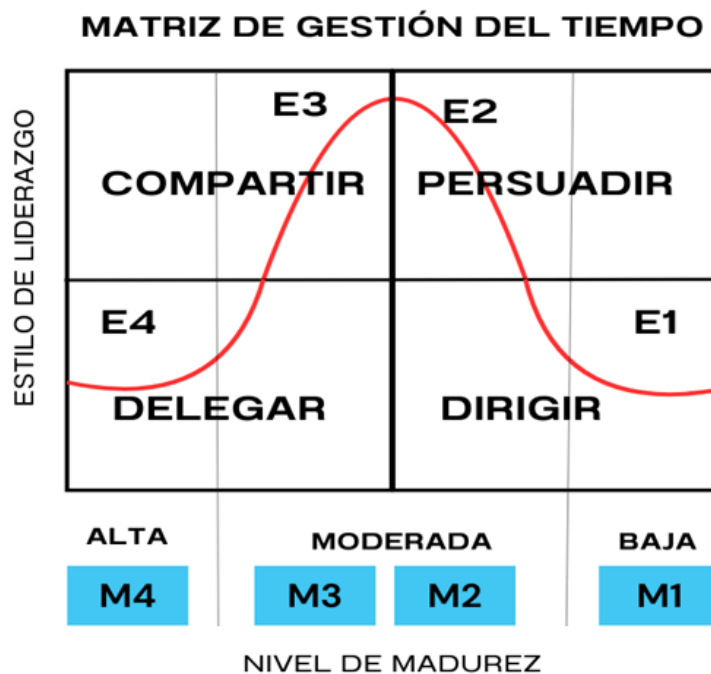 MATRIZ DE GESTIÓN DEL TIEMPO
ESTILO DE LIDERAZGO
E3
E2
COMPARTIR
PERSUADIR
E4
E1
DELEGAR
DIRIGIR
ALTA
MODERADA
BAJA
M4
M3
M2
M1
NIVEL DE MADUREZ